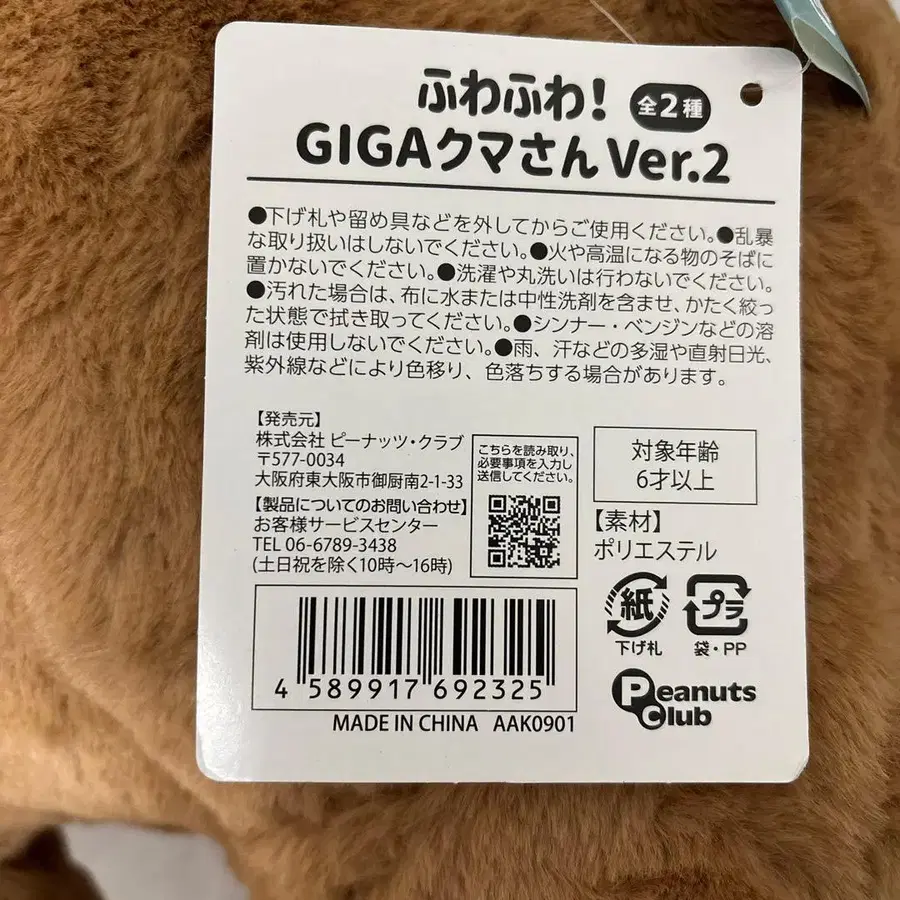 ふわふわ! 全2種
GIGAクマさん Ver.2
●下げ札や留め具などを外してからご使用ください。●乱暴
な取り扱いはしないでください。●火や高温になる物のそばに
置かないでください。●洗濯や丸洗いは行わないでください。
●汚れた場合は、布に水または中性洗剤を含ませ、かたく絞っ
た状態で拭き取ってください。●シンナー・ベンジンなどの溶
剤は使用しないでください。●雨、汗などの多湿や直射日光、
紫外線などにより色移り、色落ちする場合があります。
【発売元】
株式会社 ピーナッツ・クラブ
〒577-0034
大阪府東大阪市御厨南2-1-33
【製品についてのお問い合わせ】
お客様サービスセンター
TEL 06-6789-3438
(土日祝を除く10時〜16時)
こちらを読み取り、
必要事項を入力し
送信してください。
対象年齢
6才以上
【素材】
ポリエステル
紙
下げ札
プラ
袋・PP
4 589917 692325
MADE IN CHINA AAK0901
Peanuts
Club